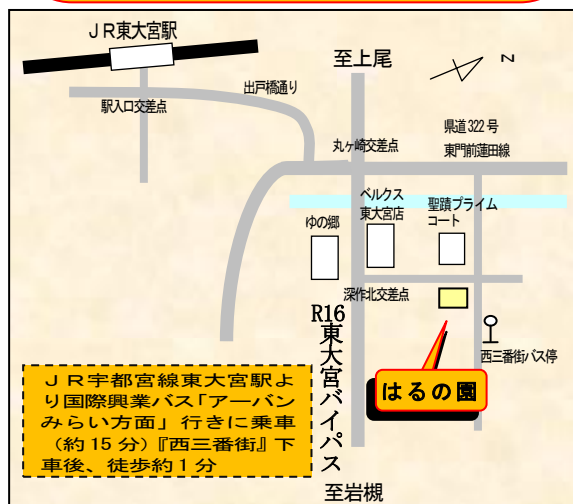 JR東大宮駅
至上尾
N
出戸橋通り
駅入口交差点
県道322号
東門前蓮田線
丸ヶ崎交差点
ベルクス
東大宮店
聖蹟プライム
コート
ゆの郷
深作北交差点
R16東大宮バイパス
西三番街バス停
はるの園
JR宇都宮線東大宮駅よ
り国際興業バス「アーバン
みらい方面」行きに乗車
(約15分)『西三番街』下
車後、徒歩約1分
至岩槻